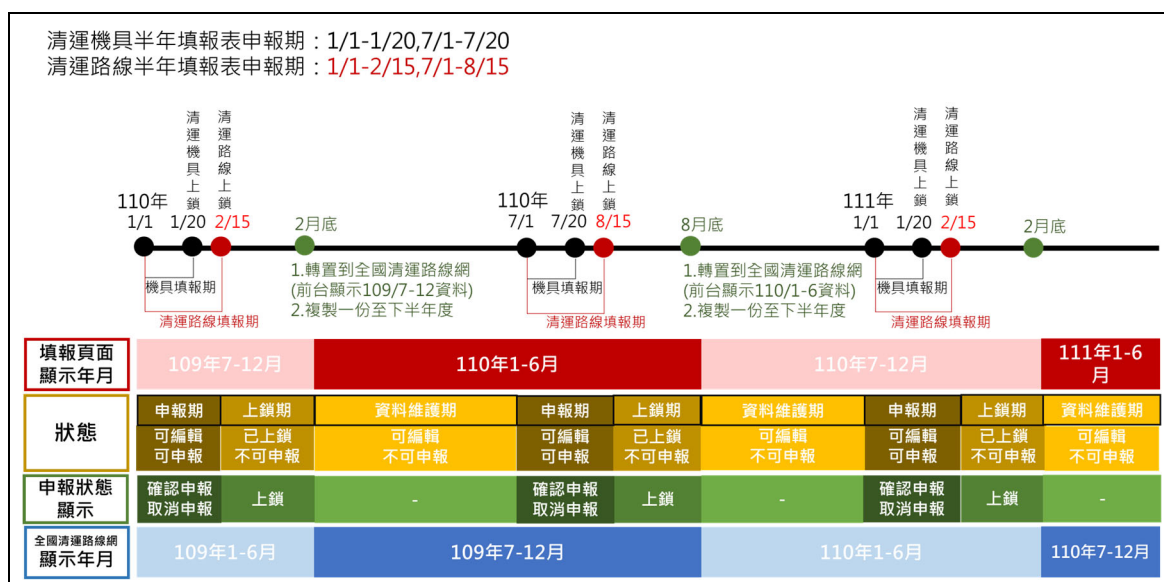 清運機具半年填報表申報期：1/1-1/20,7/1-7/20
清運路線半年填報表申報期：1/1-2/15,7/1-8/15
清運機具上鎖
清運路線上鎖
清運機具上鎖
清運路線上鎖
清運機具上鎖
清運路線上鎖
110年
1/1
1/20
2/15
2月底
110年
7/1
7/20
8/15
8月底
111年
1/1
1/20
2/15
2月底
機具填報期
清運路線填報期
1.轉置到全國清運路線網
(前台顯示109/7-12資料)
2.複製一份至下半年度
機具填報期
清運路線填報期
1.轉置到全國清運路線網
(前台顯示110/1-6資料)
2.複製一份至下半年度
機具填報期
清運路線填報期
填報頁面
顯示年月
109年7-12月
110年1-6月
110年7-12月
111年1-6
月
狀態
申報期
上鎖期
資料維護期
申報期
上鎖期
資料維護期
申報期
上鎖期
資料維護期
可編輯
可申報
已上鎖
不可申報
可編輯
不可申報
可編輯
可申報
已上鎖
不可申報
可編輯
不可申報
可編輯
可申報
已上鎖
不可申報
可編輯
不可申報
申報狀態
顯示
確認申報
取消申報
上鎖
-
確認申報
取消申報
上鎖
-
確認申報
取消申報
上鎖
-
全國清運路線網
顯示年月
109年1-6月
109年7-12月
110年1-6月
110年7-12月